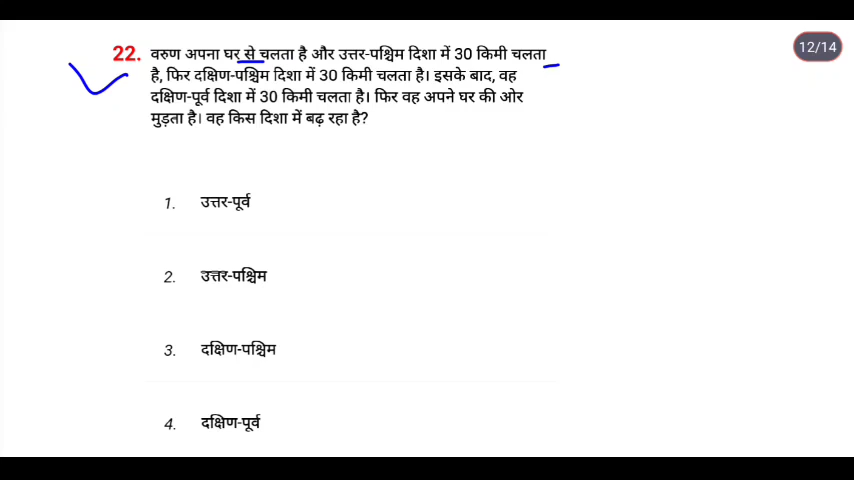 12/14
22. वरुण अपना घर से चलता है और उत्तर-पश्चिम दिशा में 30 किमी चलता
है, फिर दक्षिण-पश्चिम दिशा में 30 किमी चलता है। इसके बाद, वह
दक्षिण-पूर्व दिशा में 30 किमी चलता है। फिर वह अपने घर की ओर
मुड़ता है। वह किस दिशा में बढ़ रहा है?
1. उत्तर-पूर्व
2. उत्तर-पश्चिम
3. दक्षिण-पश्चिम
4. दक्षिण-पूर्व